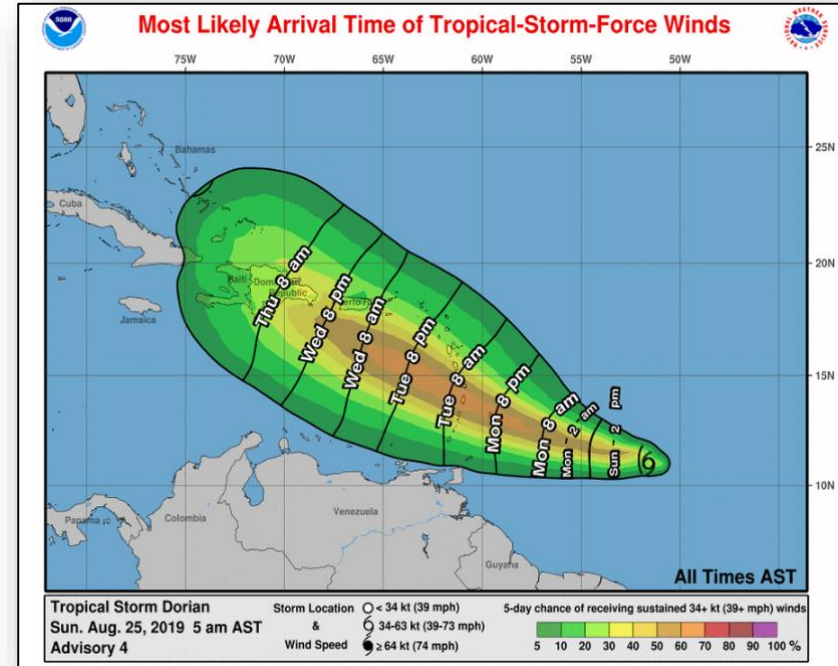 NOAA
Most Likely Arrival Time of Tropical-Storm-Force Winds
75W 70W 65W 60W 55W 50W
Bahamas
25N
Cuba
20N
Haiti
Jamaica
Thu 8 am
Wed 8 pm
Wed 8 am
Tue 8 pm
Tue 8 am
Mon 8 pm
Mon 8 am
Mon - 2 am
Sun - 2 pm
15N
10N
Panama
Colombia
Venezuela
Guyana
All Times AST
Tropical Storm Dorian
Sun. Aug. 25, 2019 5 am AST
Advisory 4
Storm Location
&
Wind Speed
< 34 kt (39 mph)
34-63 kt (39-73 mph)
≥ 64 kt (74 mph)
5-day chance of receiving sustained 34+ kt (39+ mph) winds
5 10 20 30 40 50 60 70 80 90 100 %